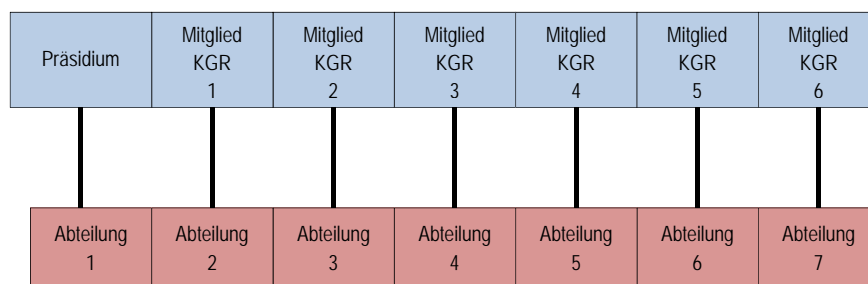 Präsidium
Mitglied
KGR
1
Mitglied
KGR
2
Mitglied
KGR
3
Mitglied
KGR
4
Mitglied
KGR
5
Mitglied
KGR
6
Abteilung
1
Abteilung
2
Abteilung
3
Abteilung
4
Abteilung
5
Abteilung
6
Abteilung
7